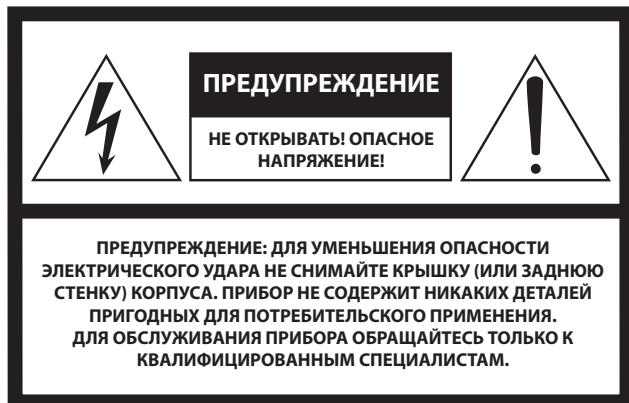 ПРЕДУПРЕЖДЕНИЕ
НЕ ОТКРЫВАТЬ! ОПАСНОЕ
НАПРЯЖЕНИЕ!
ПРЕДУПРЕЖДЕНИЕ: ДЛЯ УМЕНЬШЕНИЯ ОПАСНОСТИ
ЭЛЕКТРИЧЕСКОГО УДАРА НЕ СНИМАЙТЕ КРЫШКУ (ИЛИ ЗАДНЮЮ
СТЕНКУ) КОРПУСА. ПРИБОР НЕ СОДЕРЖИТ НИКАКИХ ДЕТАЛЕЙ
ПРИГОДНЫХ ДЛЯ ПОТРЕБИТЕЛЬСКОГО ПРИМЕНЕНИЯ.
ДЛЯ ОБСЛУЖИВАНИЯ ПРИБОРА ОБРАЩАЙТЕСЬ ТОЛЬКО К
КВАЛИФИЦИРОВАННЫМ СПЕЦИАЛИСТАМ.